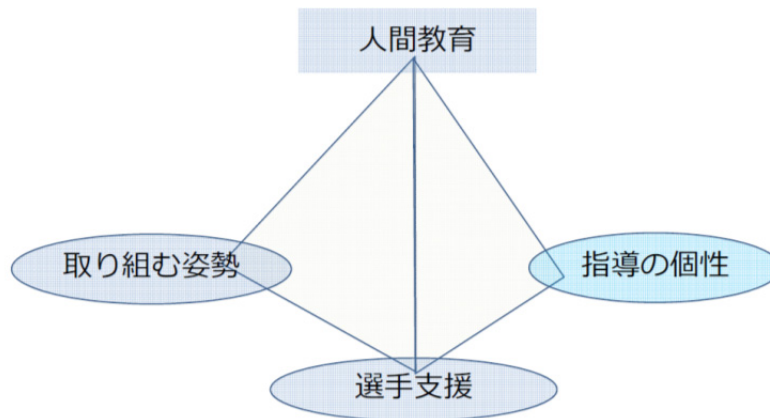 人間教育
取り組む姿勢
指導の個性
選手支援